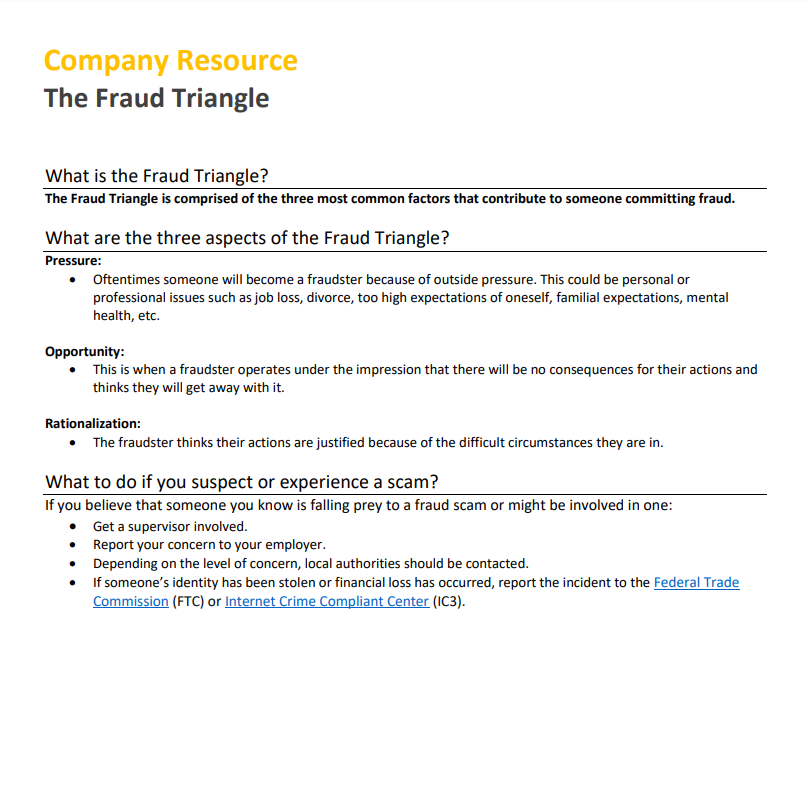 Company Resource
The Fraud Triangle
What is the Fraud Triangle?
The Fraud Triangle is comprised of the three most common factors that contribute to someone committing fraud.
What are the three aspects of the Fraud Triangle?
Pressure:
• Oftentimes someone will become a fraudster because of outside pressure. This could be personal or
professional issues such as job loss, divorce, too high expectations of oneself, familial expectations, mental
health, etc.
Opportunity:
• This is when a fraudster operates under the impression that there will be no consequences for their actions and
thinks they will get away with it.
Rationalization:
• The fraudster thinks their actions are justified because of the difficult circumstances they are in.
What to do if you suspect or experience a scam?
If you believe that someone you know is falling prey to a fraud scam or might be involved in one:
• Get a supervisor involved.
• Report your concern to your employer.
• Depending on the level of concern, local authorities should be contacted.
• If someone’s identity has been stolen or financial loss has occurred, report the incident to the Federal Trade
Commission (FTC) or Internet Crime Compliant Center (IC3).